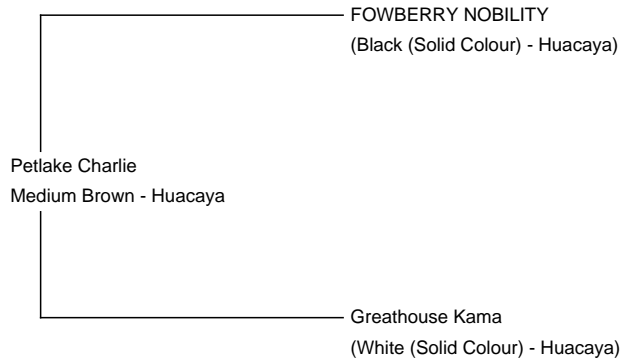 FOWBERRY NOBILITY
(Black (Solid Colour) - Huacaya)
Petlake Charlie
Medium Brown - Huacaya
Greathouse Kama
(White (Solid Colour) - Huacaya)